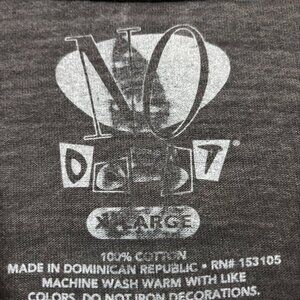 NO
D T®
X-LARGE
100% COTTON
MADE IN DOMINICAN REPUBLIC • RN# 153105
MACHINE WASH WARM WITH LIKE
COLORS. DO NOT IRON DECORATIONS.